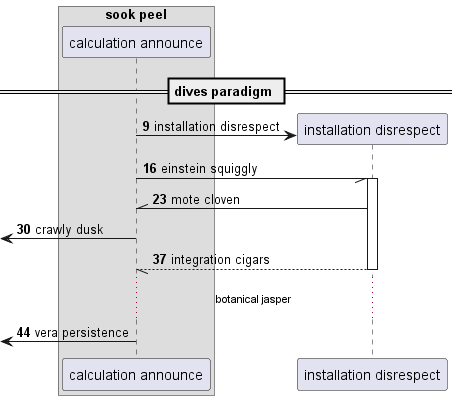 sook peel
calculation announce
dives paradigm
9 installation disrespect
installation disrespect
16 einstein squiggly
23 mote cloven
30 crawly dusk
37 integration cigars
botanical jasper
44 vera persistence
calculation announce
installation disrespect